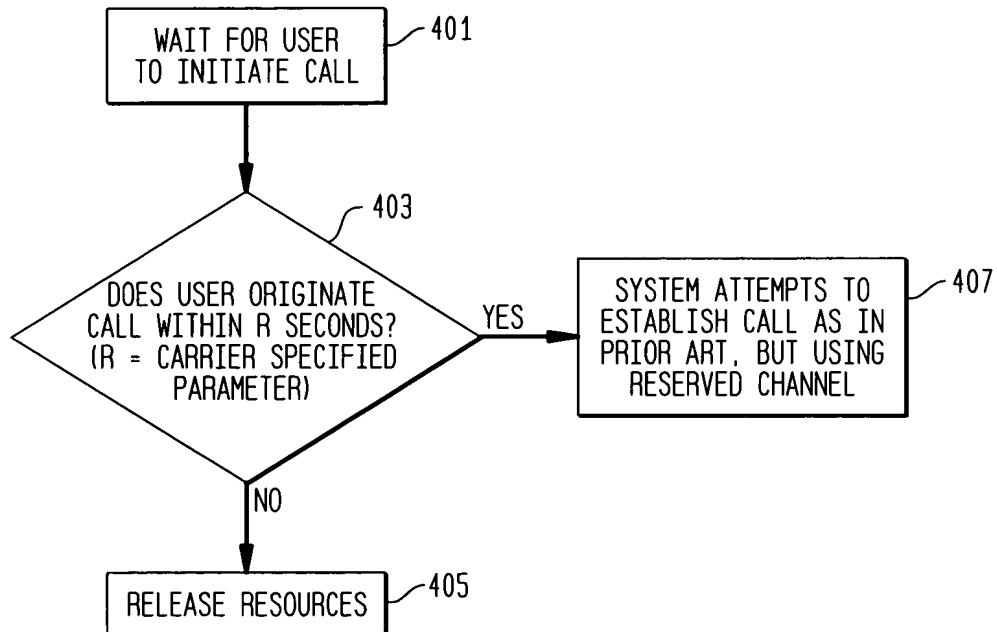 WAIT FOR USER
TO INITIATE CALL
401
403
DOES USER ORIGINATE
CALL WITHIN R SECONDS?
(R = CARRIER SPECIFIED
PARAMETER)
YES
SYSTEM ATTEMPTS TO
ESTABLISH CALL AS IN
PRIOR ART, BUT USING
RESERVED CHANNEL
407
NO
RELEASE RESOURCES
405